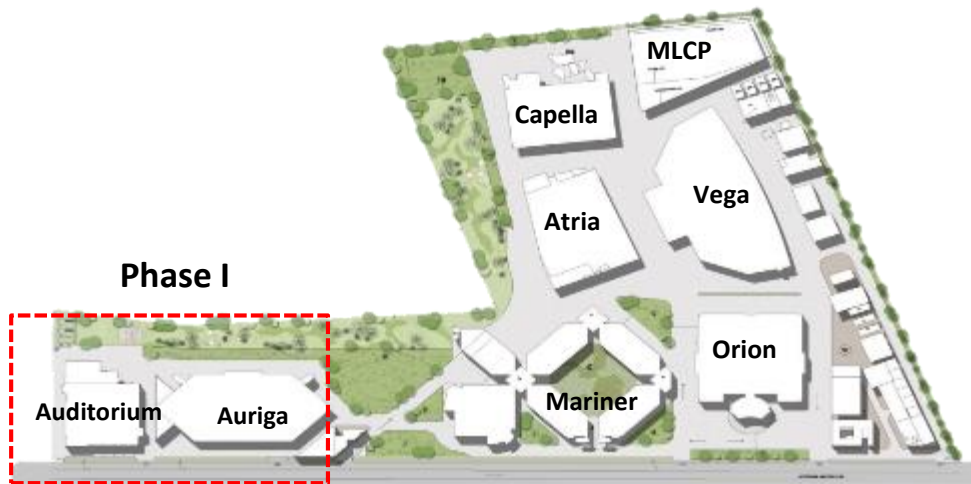 MLCP
Capella
Vega
Atria
Phase I
Orion
Mariner
Auditorium
Auriga